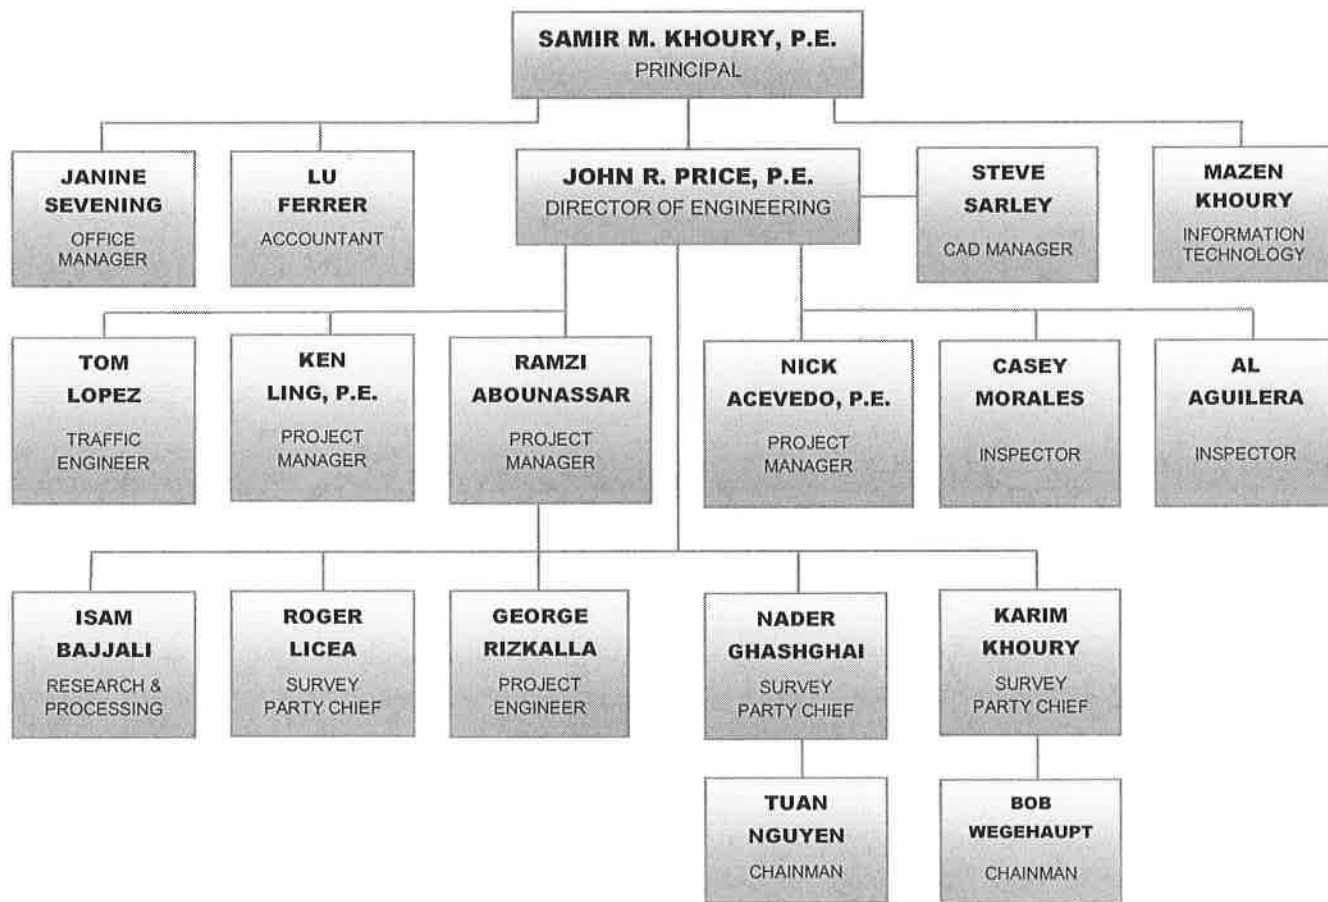 SAMIR M. KHOURY, P.E.
PRINCIPAL
JANINE
SEVENING
OFFICE
MANAGER
LU
FERRER
ACCOUNTANT
JOHN R. PRICE, P.E.
DIRECTOR OF ENGINEERING
STEVE
SARLEY
CAD MANAGER
MAZEN
KHOURY
INFORMATION
TECHNOLOGY
TOM
LOPEZ
TRAFFIC
ENGINEER
KEN
LING, P.E.
PROJECT
MANAGER
RAMZI
ABOUNASSAR
PROJECT
MANAGER
NICK
ACEVEDO, P.E.
PROJECT
MANAGER
CASEY
MORALES
INSPECTOR
AL
AGUILERA
INSPECTOR
ISAM
BAJJALI
RESEARCH &
PROCESSING
ROGER
LICEA
SURVEY
PARTY CHIEF
GEORGE
RIZKALLA
PROJECT
ENGINEER
NADER
GHASHGHAI
SURVEY
PARTY CHIEF
KARIM
KHOURY
SURVEY
PARTY CHIEF
TUAN
NGUYEN
CHAINMAN
BOB
WEGEHAUPT
CHAINMAN